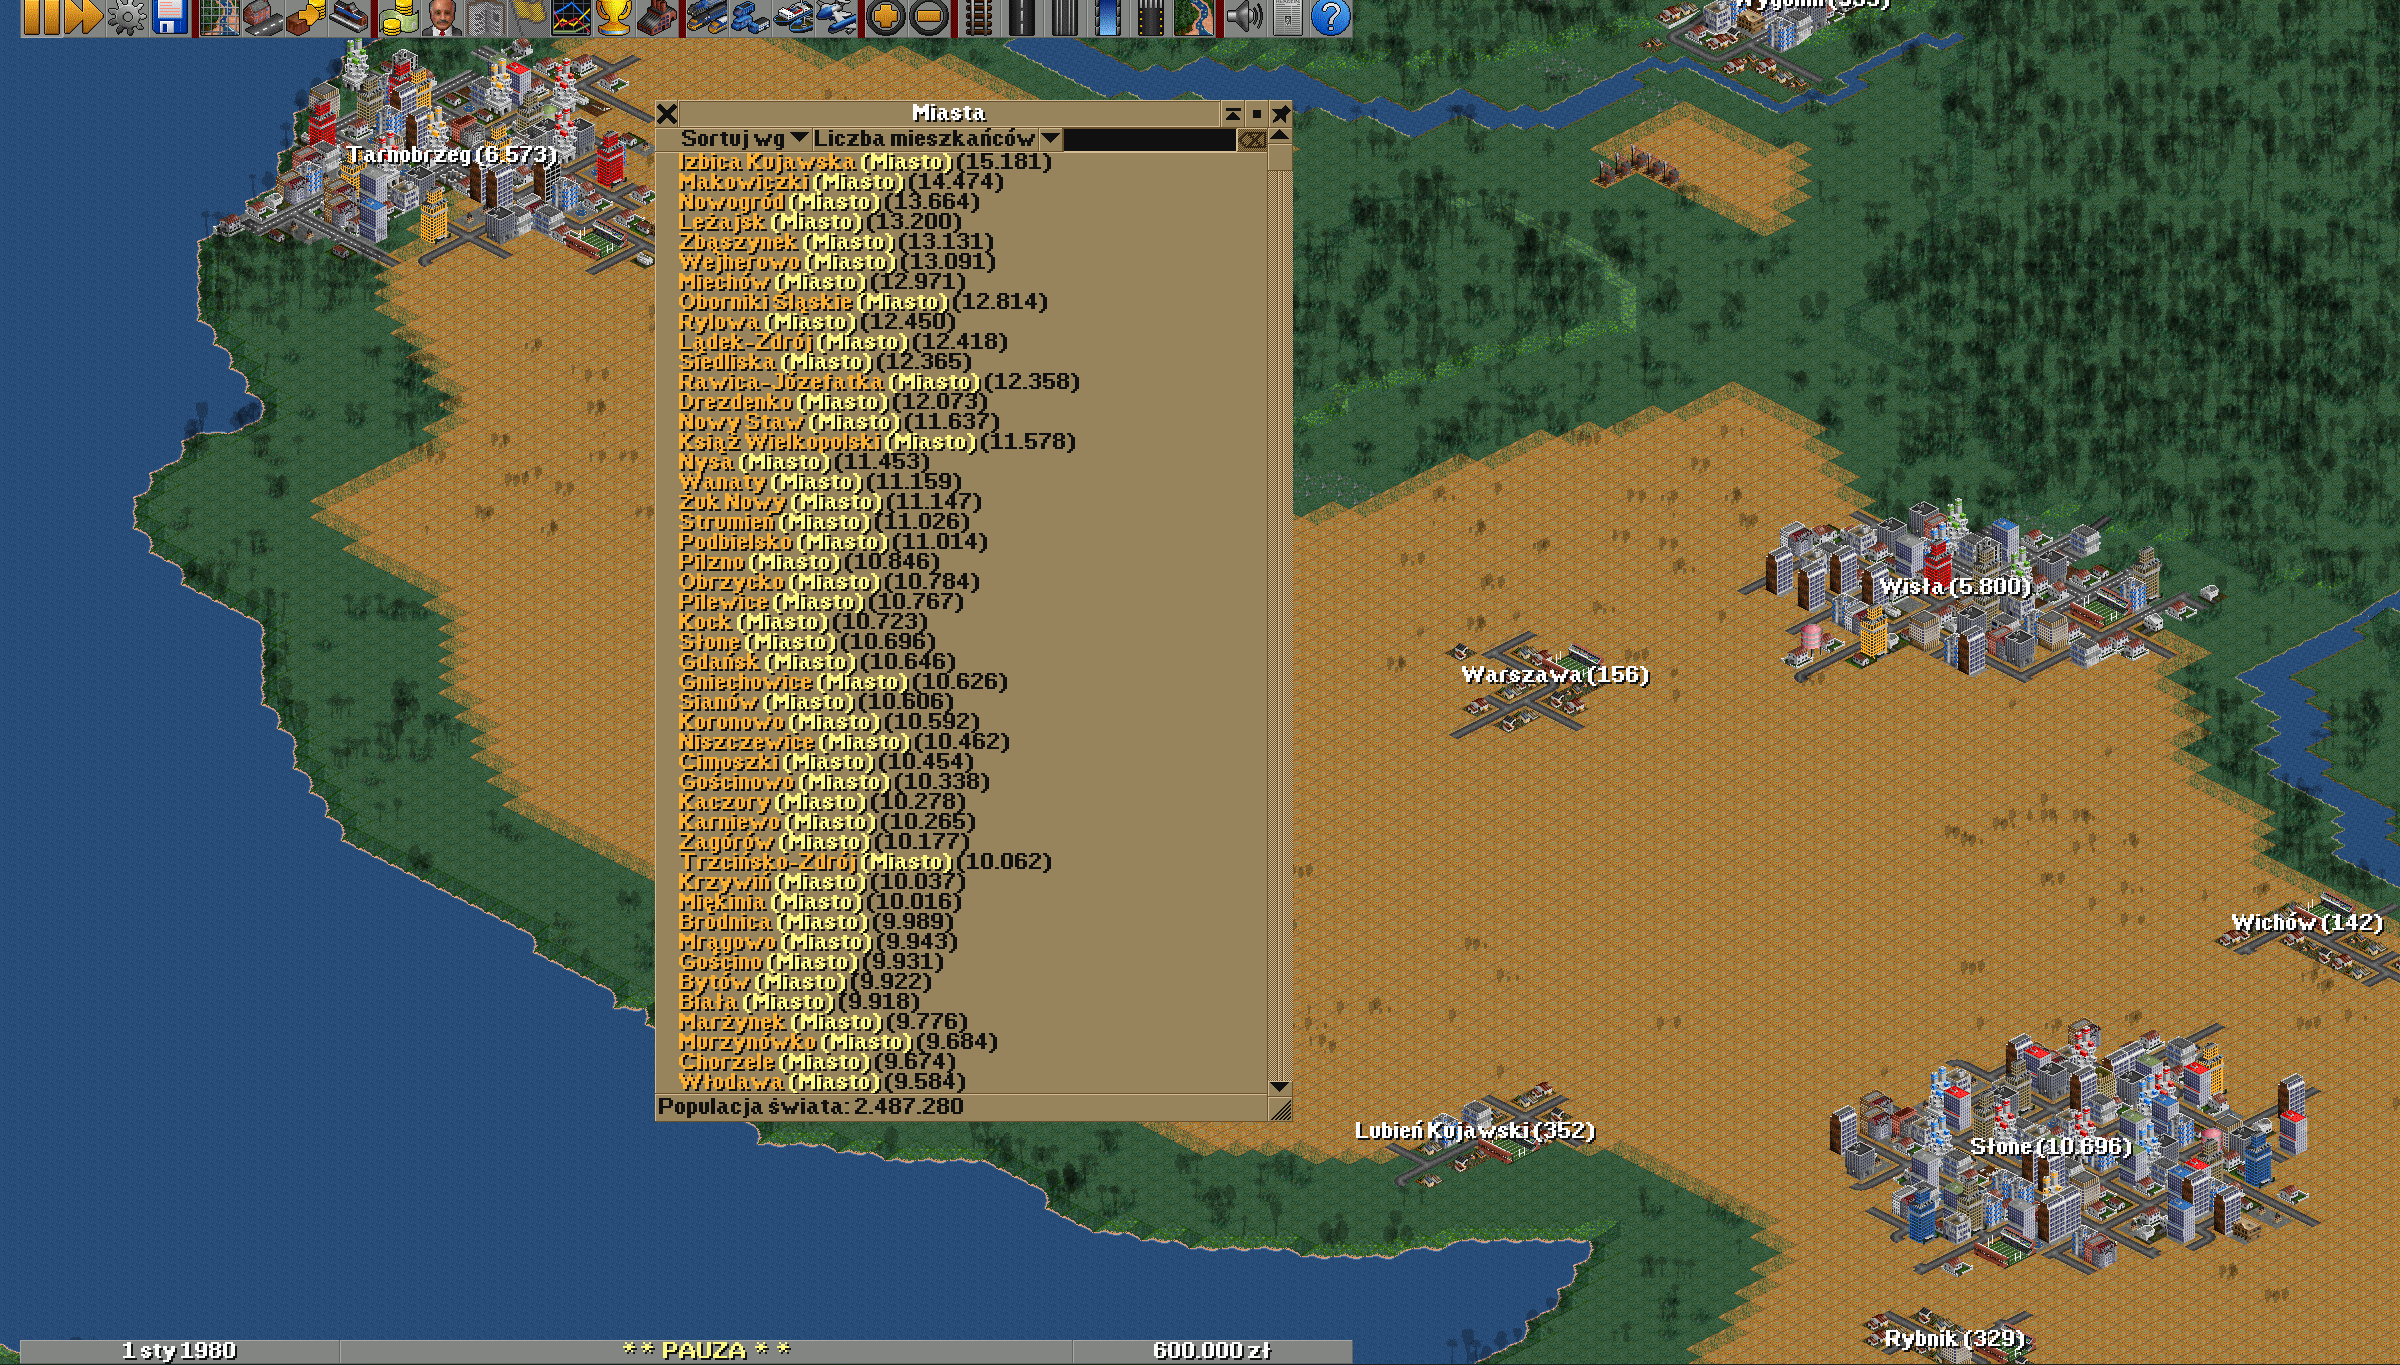 Wygonin (333)
Tarnobrzeg (6.573)
Miasta
Sortuj wg Liczba mieszkańców
Izbica Kujawska (Miasto) (15.181)
Makowiczki (Miasto) (14.474)
Nowogród (Miasto) (13.664)
Leżajsk (Miasto) (13.200)
Zbąszynek (Miasto) (13.131)
Wejherowo (Miasto) (13.091)
Miechów (Miasto) (12.971)
Oborniki Śląskie (Miasto) (12.814)
Rylowa (Miasto) (12.450)
Lądek-Zdrój (Miasto) (12.418)
Siedliska (Miasto) (12.365)
Rawica-Józefatka (Miasto) (12.358)
Drezdenko (Miasto) (12.073)
Nowy Staw (Miasto) (11.637)
Książ Wielkopolski (Miasto) (11.578)
Nysa (Miasto) (11.453)
Wanaty (Miasto) (11.159)
Żuk Nowy (Miasto) (11.147)
Strumień (Miasto) (11.026)
Podbielsko (Miasto) (11.014)
Pilzno (Miasto) (10.846)
Obrzycko (Miasto) (10.784)
Pilewice (Miasto) (10.767)
Kock (Miasto) (10.723)
Słone (Miasto) (10.696)
Gdańsk (Miasto) (10.646)
Gniechowice (Miasto) (10.626)
Sianów (Miasto) (10.606)
Koronowo (Miasto) (10.592)
Niszczewice (Miasto) (10.462)
Cimoszki (Miasto) (10.454)
Gościnowo (Miasto) (10.338)
Kaczory (Miasto) (10.278)
Karniewo (Miasto) (10.265)
Zagórów (Miasto) (10.177)
Trzcińsko-Zdrój (Miasto) (10.062)
Krzywiń (Miasto) (10.037)
Miękinia (Miasto) (10.016)
Brodnica (Miasto) (9.989)
Mrągowo (Miasto) (9.943)
Gościno (Miasto) (9.931)
Bytów (Miasto) (9.922)
Biała (Miasto) (9.918)
Marżynek (Miasto) (9.776)
Murzynówko (Miasto) (9.684)
Chorzele (Miasto) (9.674)
Włodawa (Miasto) (9.584)
Populacja świata: 2.487.280
Wisła (5.800)
Warszawa (156)
Wichów (142)
Lubień Kujawski (352)
Słone (10.696)
Rybnik (329)
1 sty 1980
* * PAUZA * *
600.000 zł